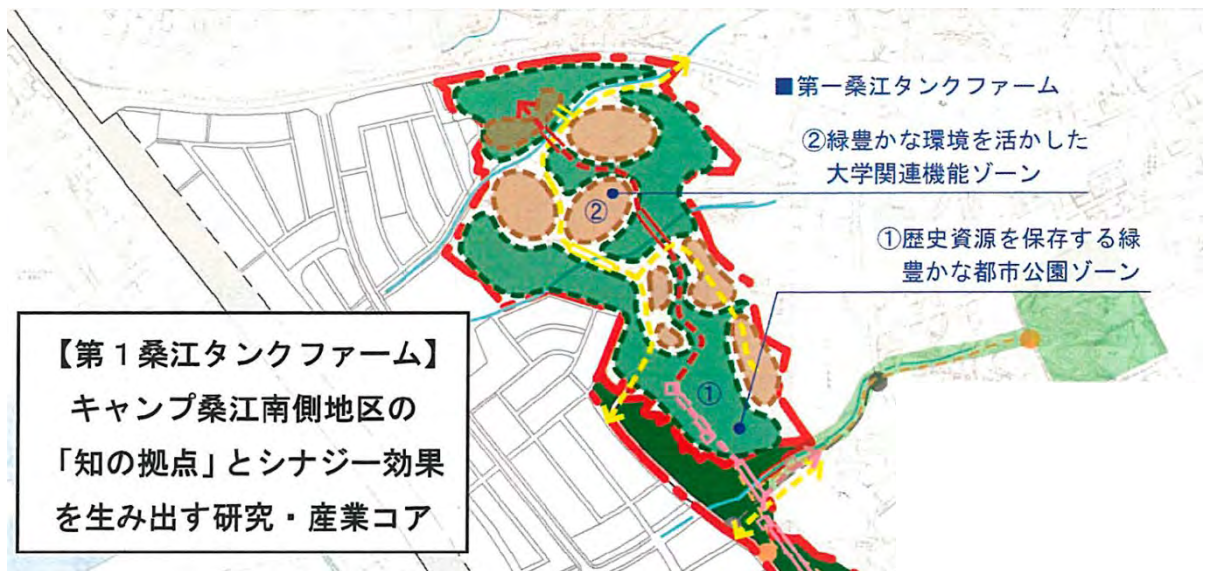 ■第一桑江タンクファーム
②緑豊かな環境を活かした
大学関連機能ゾーン
①歴史資源を保存する緑
豊かな都市公園ゾーン
②
①
【第1桑江タンクファーム】
キャンプ桑江南側地区の
「知の拠点」とシナジー効果
を生み出す研究・産業コア